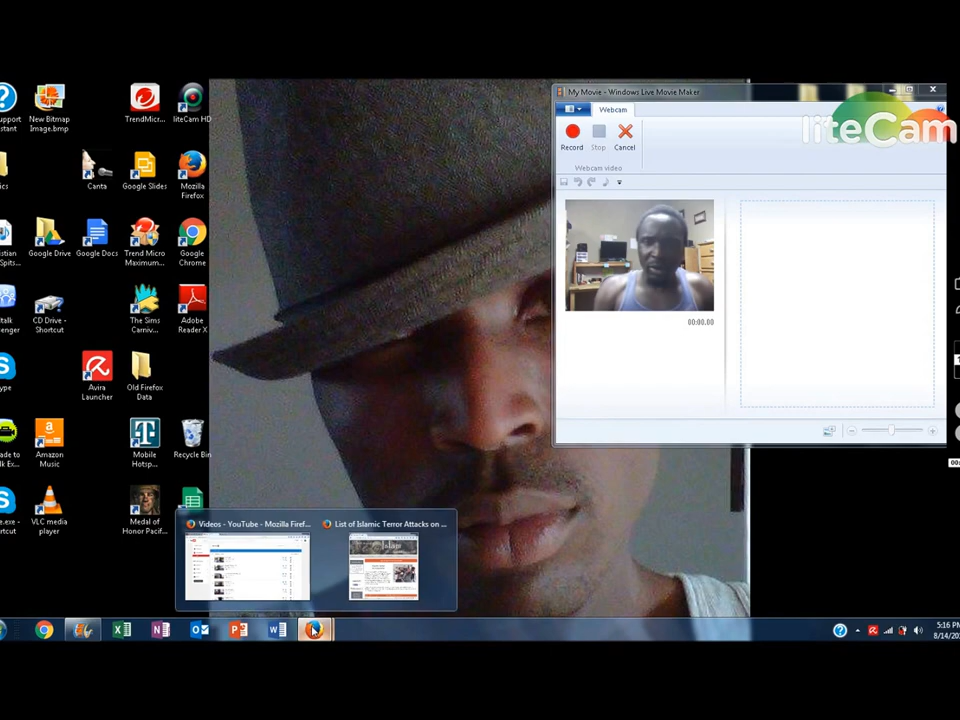 New Bitmap
Image.bmp
TrendMicr...
liteCam HD
Canta
Google Slides
Mozilla
Firefox
Google Drive
Google Docs
Trend Micro
Maximum...
Google
Chrome
CD Drive -
Shortcut
The Sims
Carniv...
Adobe
Reader X
Avira
Launcher
Old Firefox
Data
Amazon
Music
Mobile
Hotsp...
Recycle Bin
VLC media
player
Medal of
Honor Pacif...
My Movie - Windows Live Movie Maker
Webcam
liteCam
Record
Stop
Cancel
Webcam video
00:00.00
Videos - YouTube - Mozilla Firef...
List of Islamic Terror Attacks on ...
5:16 PM
8/14/20